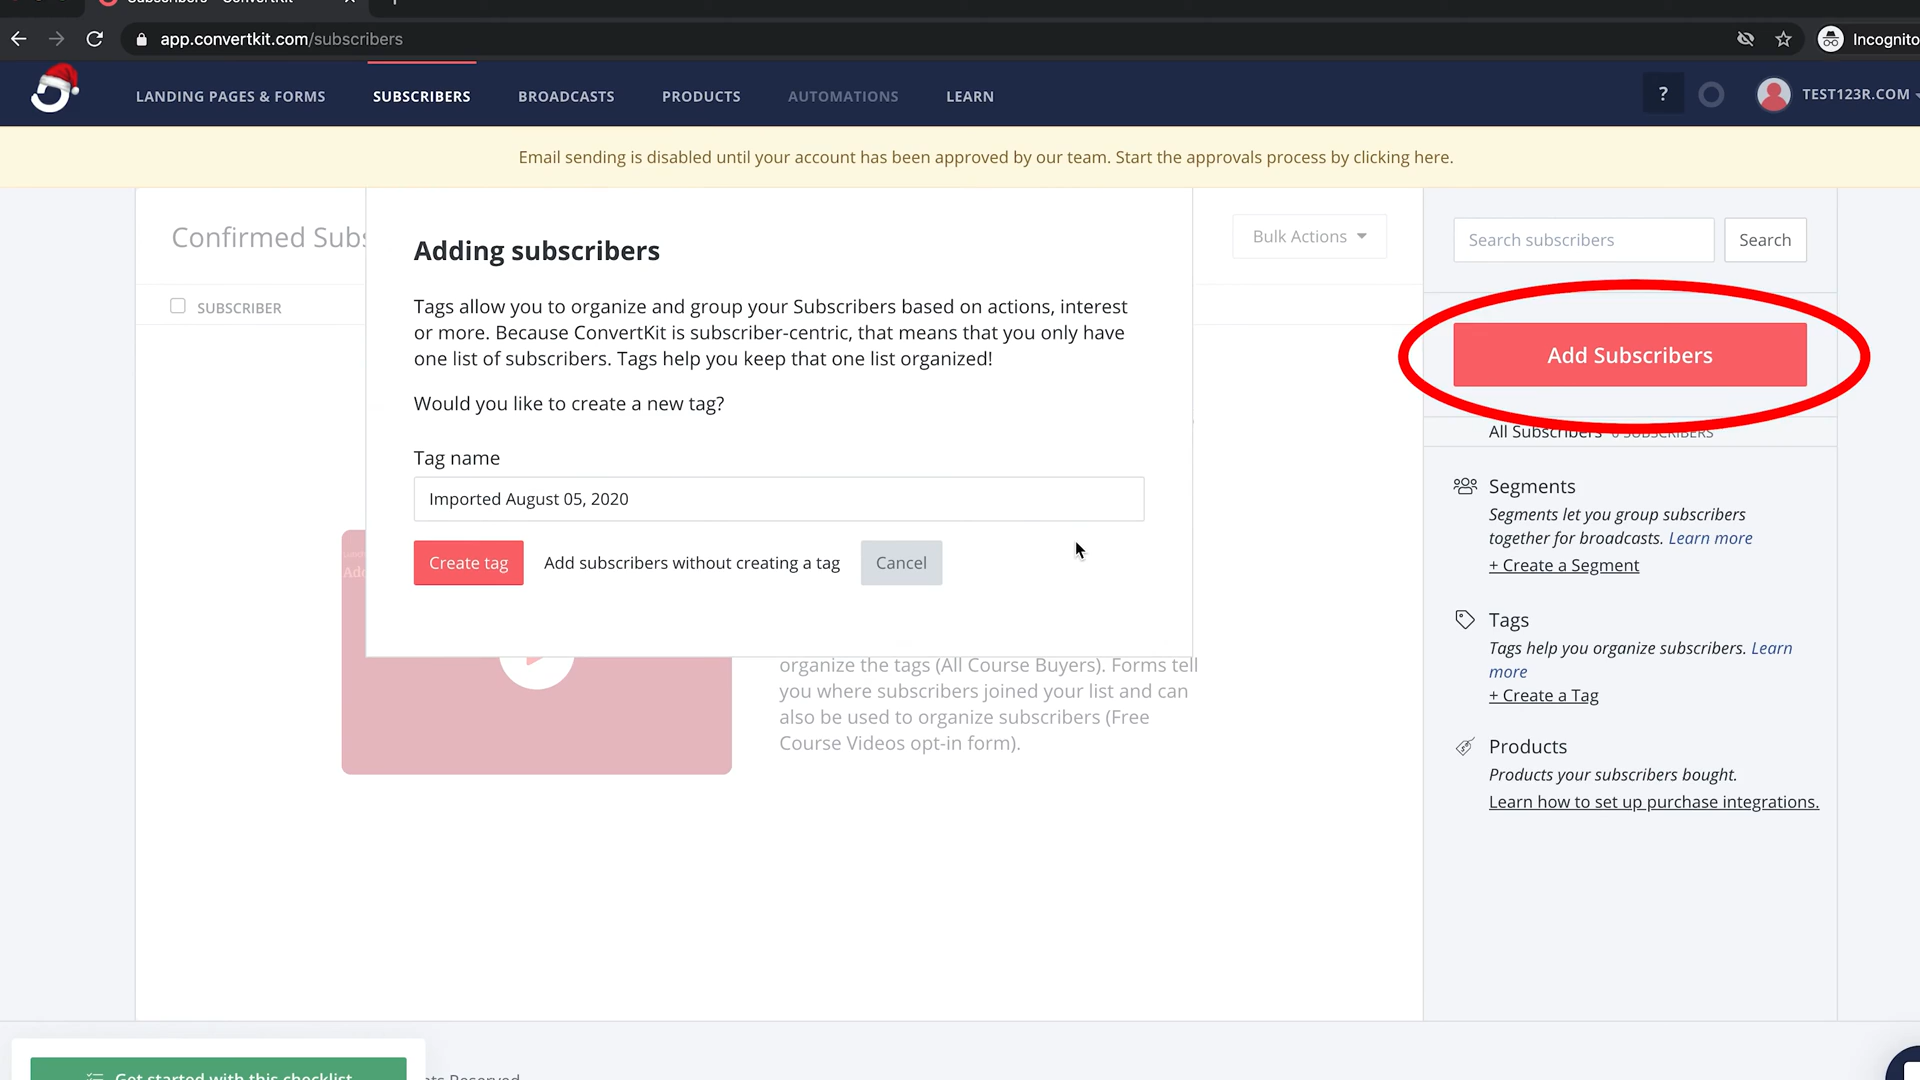 app.convertkit.com/subscribers
Incognito
LANDING PAGES & FORMS
SUBSCRIBERS
BROADCASTS
PRODUCTS
AUTOMATIONS
LEARN
?
TEST123R.COM
Email sending is disabled until your account has been approved by our team. Start the approvals process by clicking here.
Confirmed Subs
Bulk Actions
SUBSCRIBER
Adding subscribers
Tags allow you to organize and group your Subscribers based on actions, interest
or more. Because ConvertKit is subscriber-centric, that means that you only have
one list of subscribers. Tags help you keep that one list organized!
Would you like to create a new tag?
Tag name
Imported August 05, 2020
Create tag
Add subscribers without creating a tag
Cancel
organize the tags (All Course Buyers). Forms tell
you where subscribers joined your list and can
also be used to organize subscribers (Free
Course Videos opt-in form).
Search subscribers
Search
Add Subscribers
All Subscribers
SUBSCRIBERS
Segments
Segments let you group subscribers
together for broadcasts. Learn more
+ Create a Segment
Tags
Tags help you organize subscribers. Learn
more
+ Create a Tag
Products
Products your subscribers bought.
Learn how to set up purchase integrations.
Get started with this checklist
Reserved